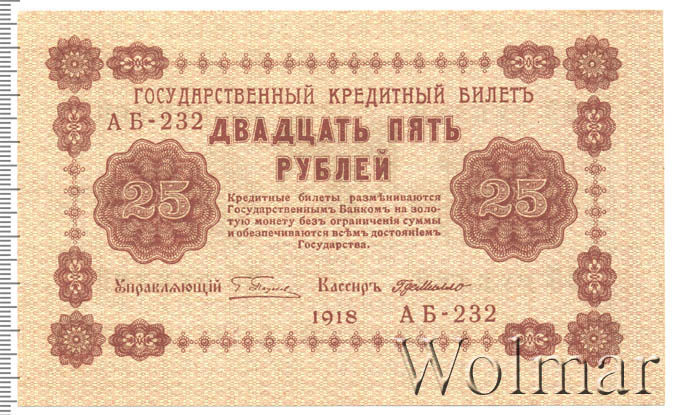 ГОСУДАРСТВЕННЫЙ КРЕДИТНЫЙ БИЛЕТЪ
АБ-232
ДВАДЦАТЬ ПЯТЬ
РУБЛЕЙ
25
25
Кредитные билеты размѣниваются
Государственнымъ Банкомъ на золо-
тую монету безъ ограниченія суммы
и обезпечиваются всѣмъ достояніемъ
Государства.
Управляющій
Кассиръ
1918 АБ-232
Wolmar